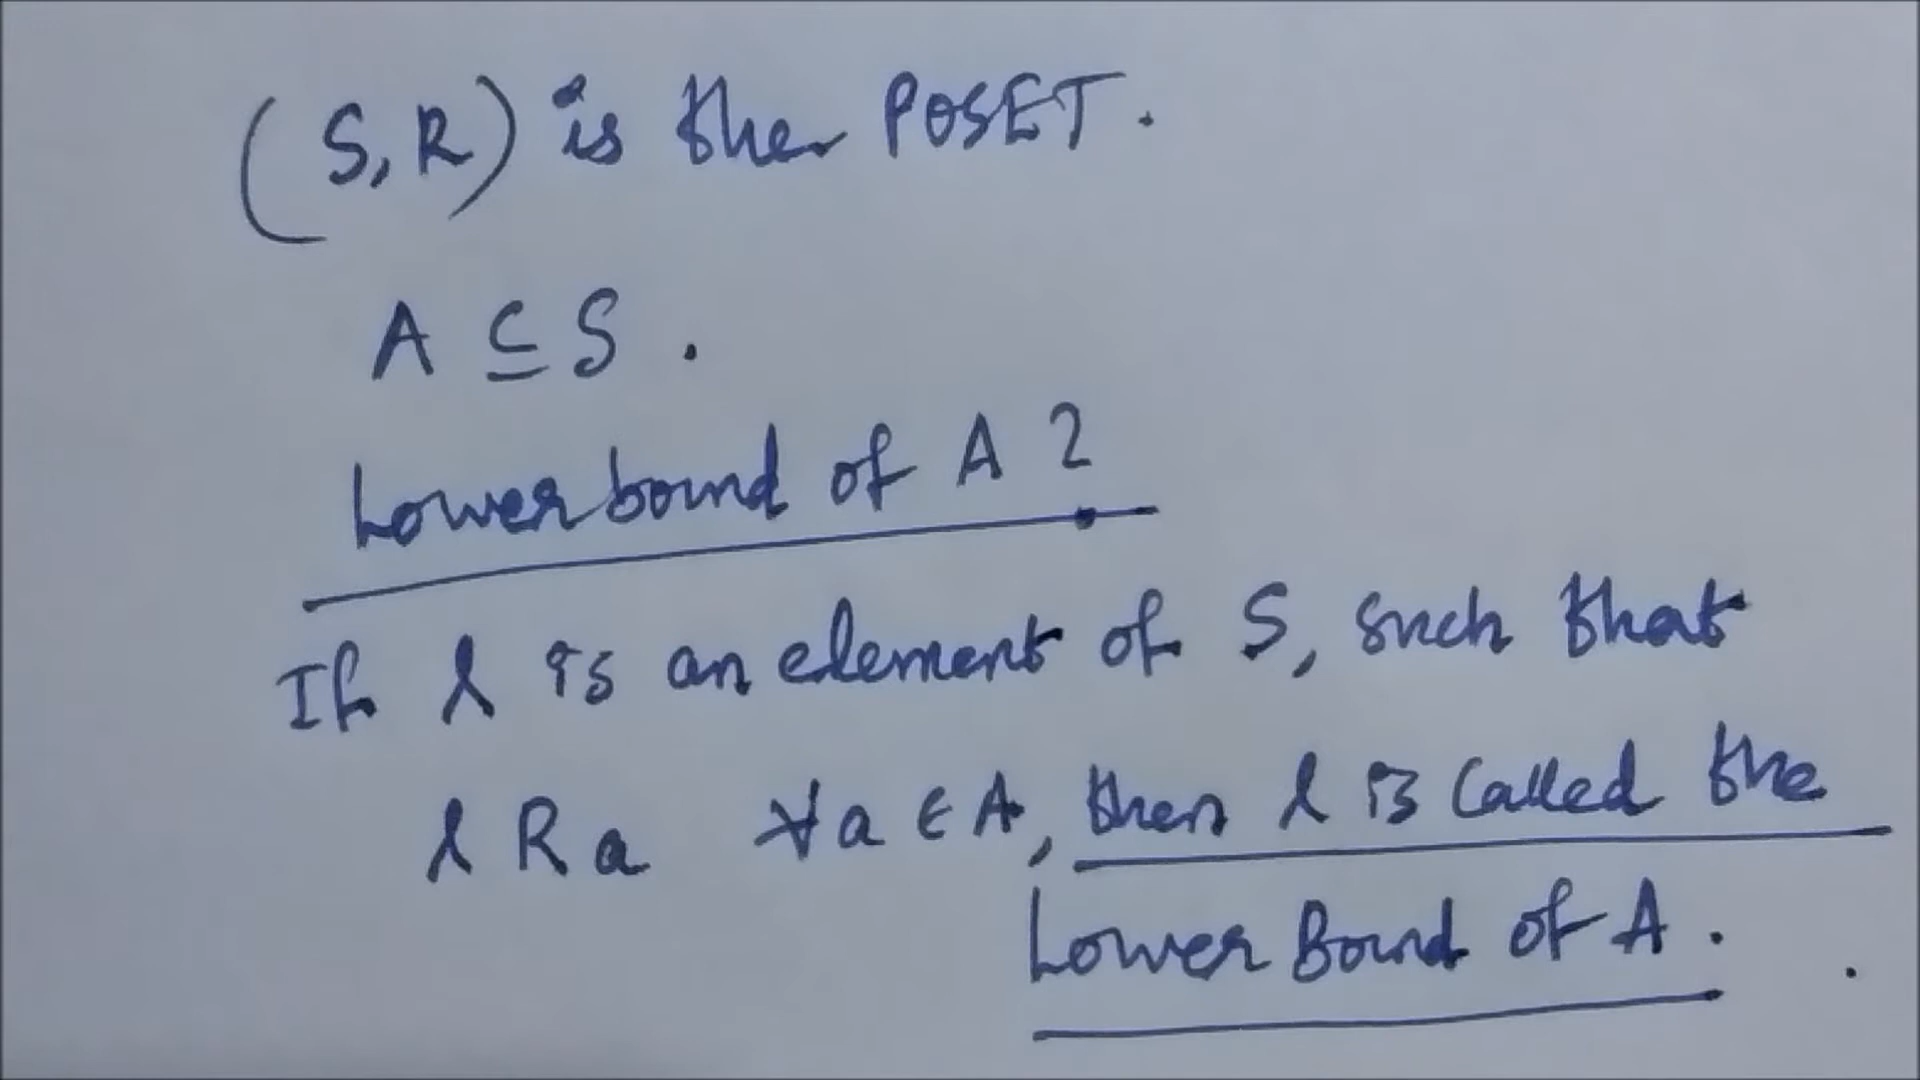 (S, R) is the POSET.
A ⊆ S.
Lower bound of A?
If l is an element of S, such that
l R a ∀a ∈ A, then l is called the
Lower Bound of A.